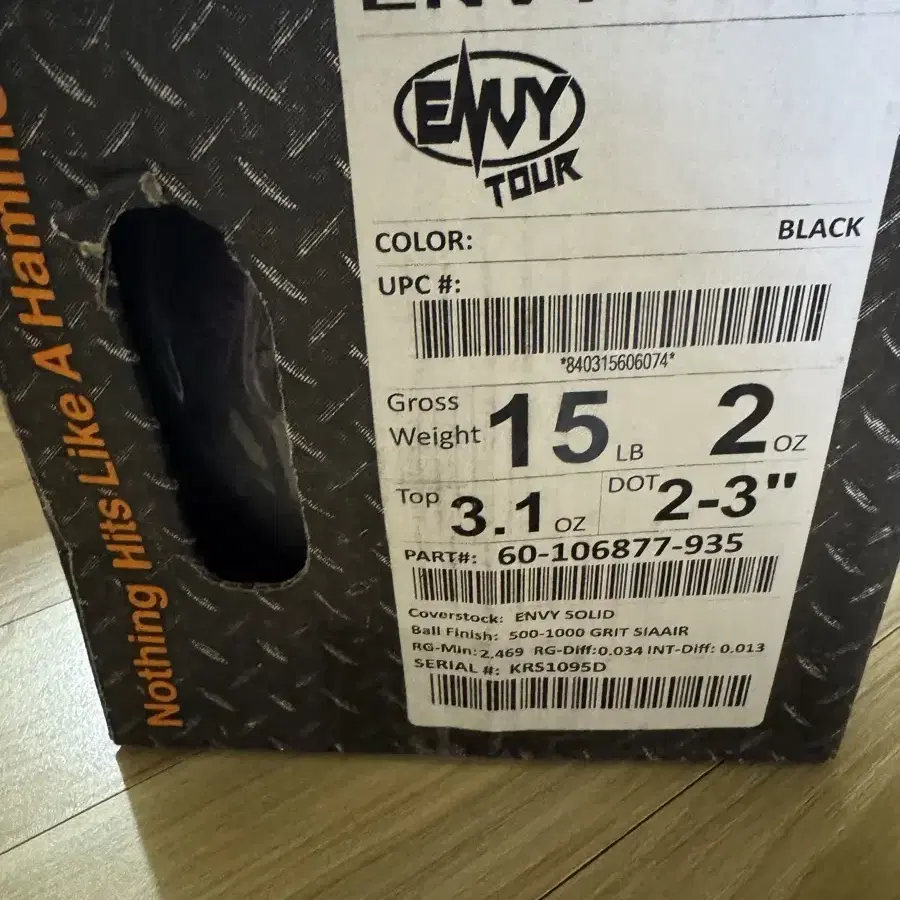 ENVY
ENVY
TOUR
COLOR: BLACK
UPC #:
*840315606074*
Gross Weight 15 LB 2 OZ
Top 3.1 OZ DOT 2-3"
PART#: 60-106877-935
Coverstock: ENVY SOLID
Ball Finish: 500-1000 GRIT SIAAIR
RG-Min: 2.469 RG-Diff:0.034 INT-Diff: 0.013
SERIAL #: KRS1095D
Nothing Hits Like A Hamme